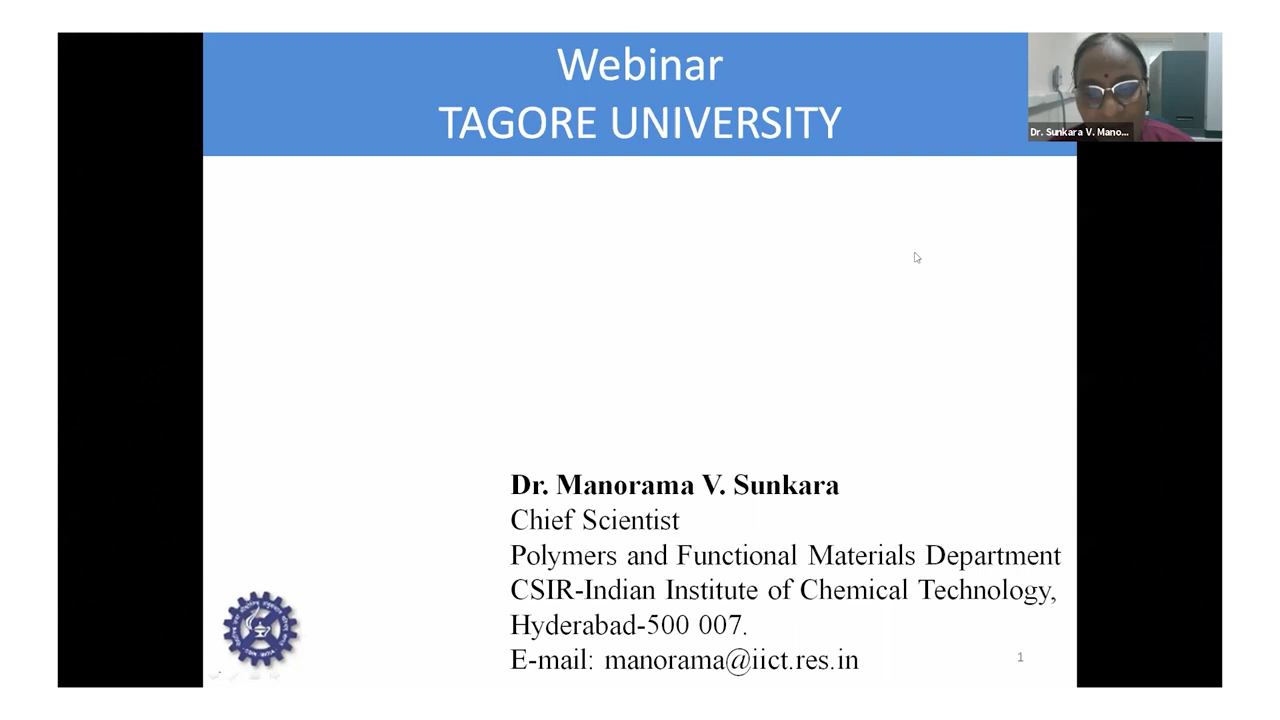 Webinar
TAGORE UNIVERSITY
Dr. Sunkara V. Mano...
Dr. Manorama V. Sunkara
Chief Scientist
Polymers and Functional Materials Department
CSIR-Indian Institute of Chemical Technology,
Hyderabad-500 007.
E-mail: manorama@iict.res.in
1